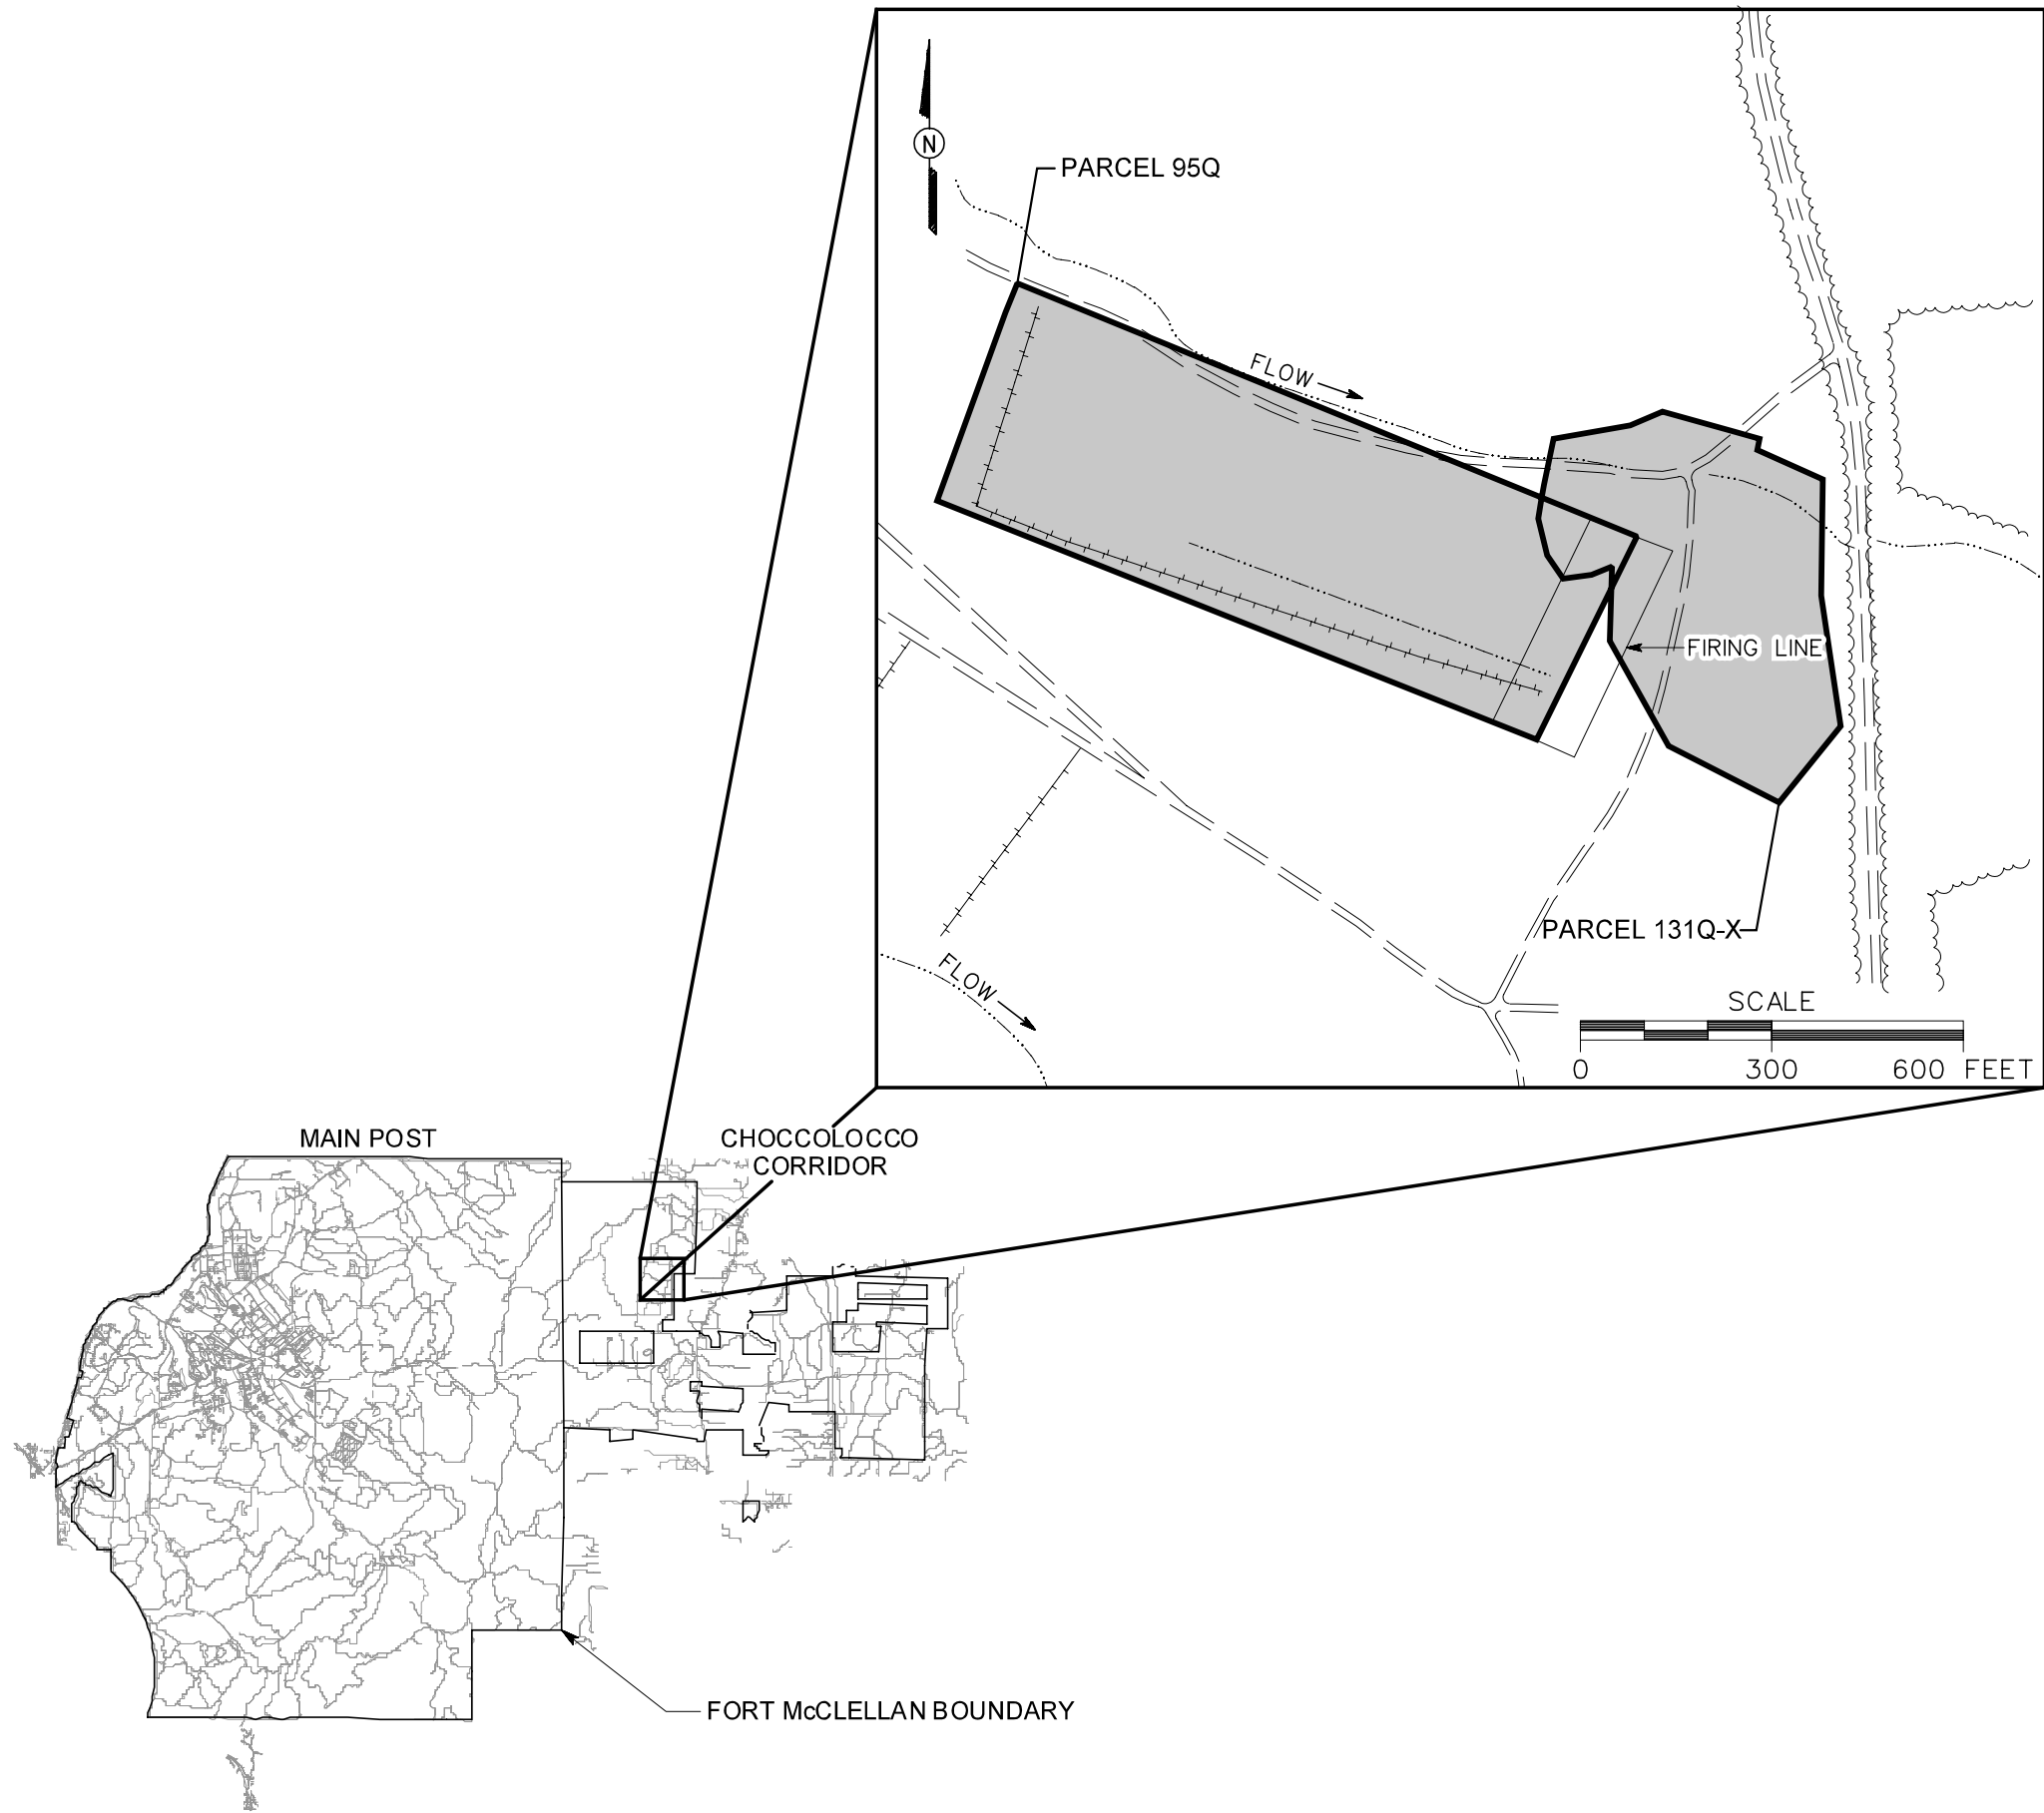 N
PARCEL 95Q
FLOW
FIRING LINE
PARCEL 131Q-X
FLOW
SCALE
0 300 600 FEET
MAIN POST
CHOCCOLOCCO
CORRIDOR
FORT McCLELLAN BOUNDARY